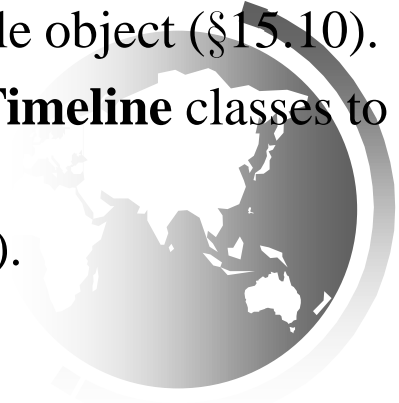 le object (§15.10).
Timeline classes to
).